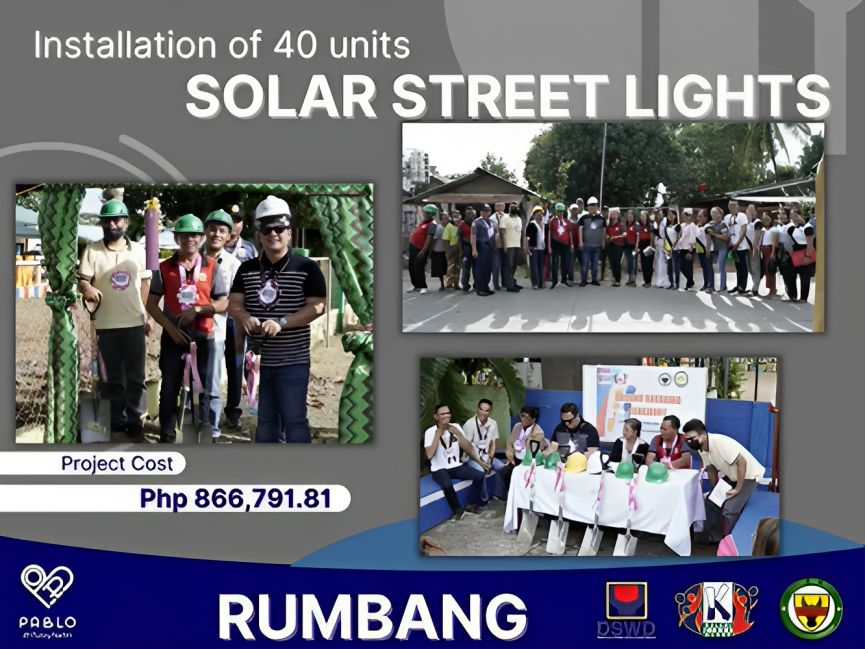 Installation of 40 units
SOLAR STREET LIGHTS
Project Cost
Php 866,791.81
RUMBANG
PABLO
DSWD
K